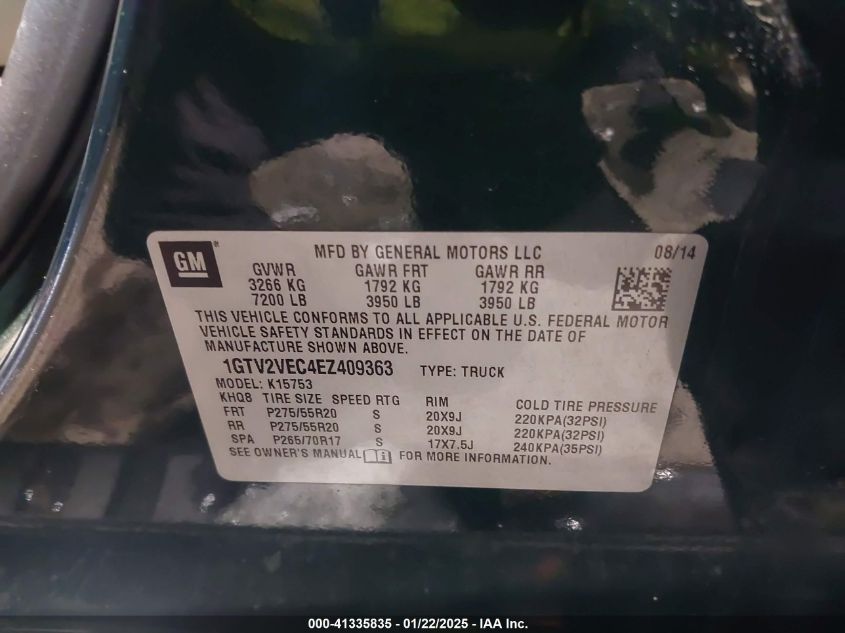 GM
MFD BY GENERAL MOTORS LLC 08/14
GVWR GAWR FRT GAWR RR
3266 KG 1792 KG 1792 KG
7200 LB 3950 LB 3950 LB
THIS VEHICLE CONFORMS TO ALL APPLICABLE U.S. FEDERAL MOTOR
VEHICLE SAFETY STANDARDS IN EFFECT ON THE DATE OF
MANUFACTURE SHOWN ABOVE.
1GTV2VEC4EZ409363 TYPE: TRUCK
MODEL: K15753
KHQ8 TIRE SIZE SPEED RTG RIM COLD TIRE PRESSURE
FRT P275/55R20 S 20X9J 220KPA(32PSI)
RR P275/55R20 S 20X9J 220KPA(32PSI)
SPA P265/70R17 S 17X7.5J 240KPA(35PSI)
SEE OWNER'S MANUAL FOR MORE INFORMATION.
000-41335835 - 01/22/2025 - IAA Inc.